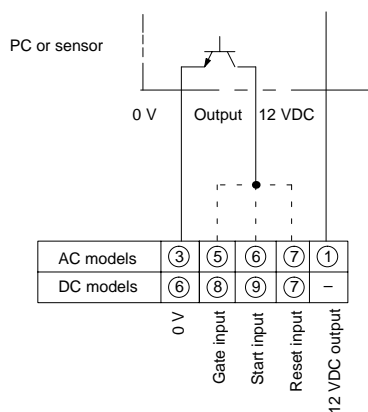 PC or sensor
0 V Output 12 VDC
AC models ③ ⑤ ⑥ ⑦ ①
DC models ⑥ ⑧ ⑨ ⑦ –
0 V
Gate input
Start input
Reset input
12 VDC output